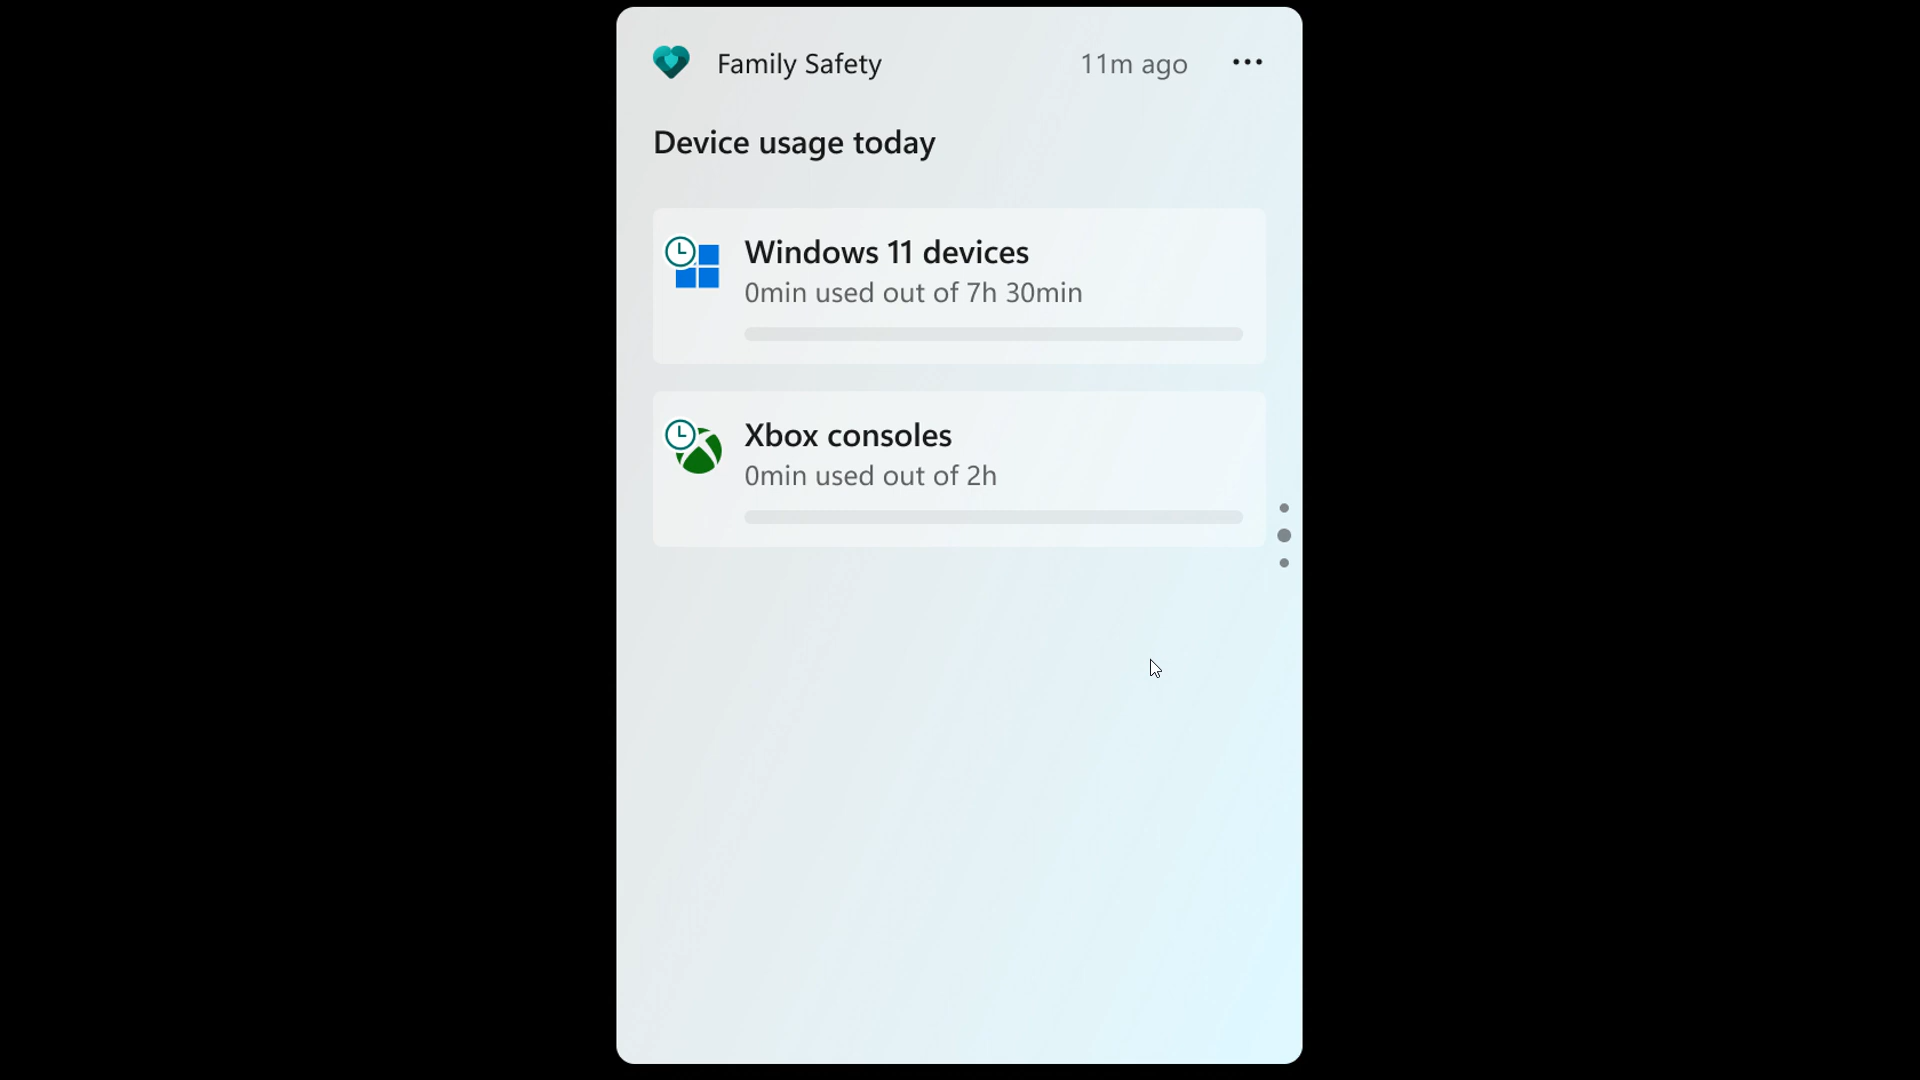 Family Safety
11m ago
Device usage today
Windows 11 devices
0min used out of 7h 30min
Xbox consoles
0min used out of 2h